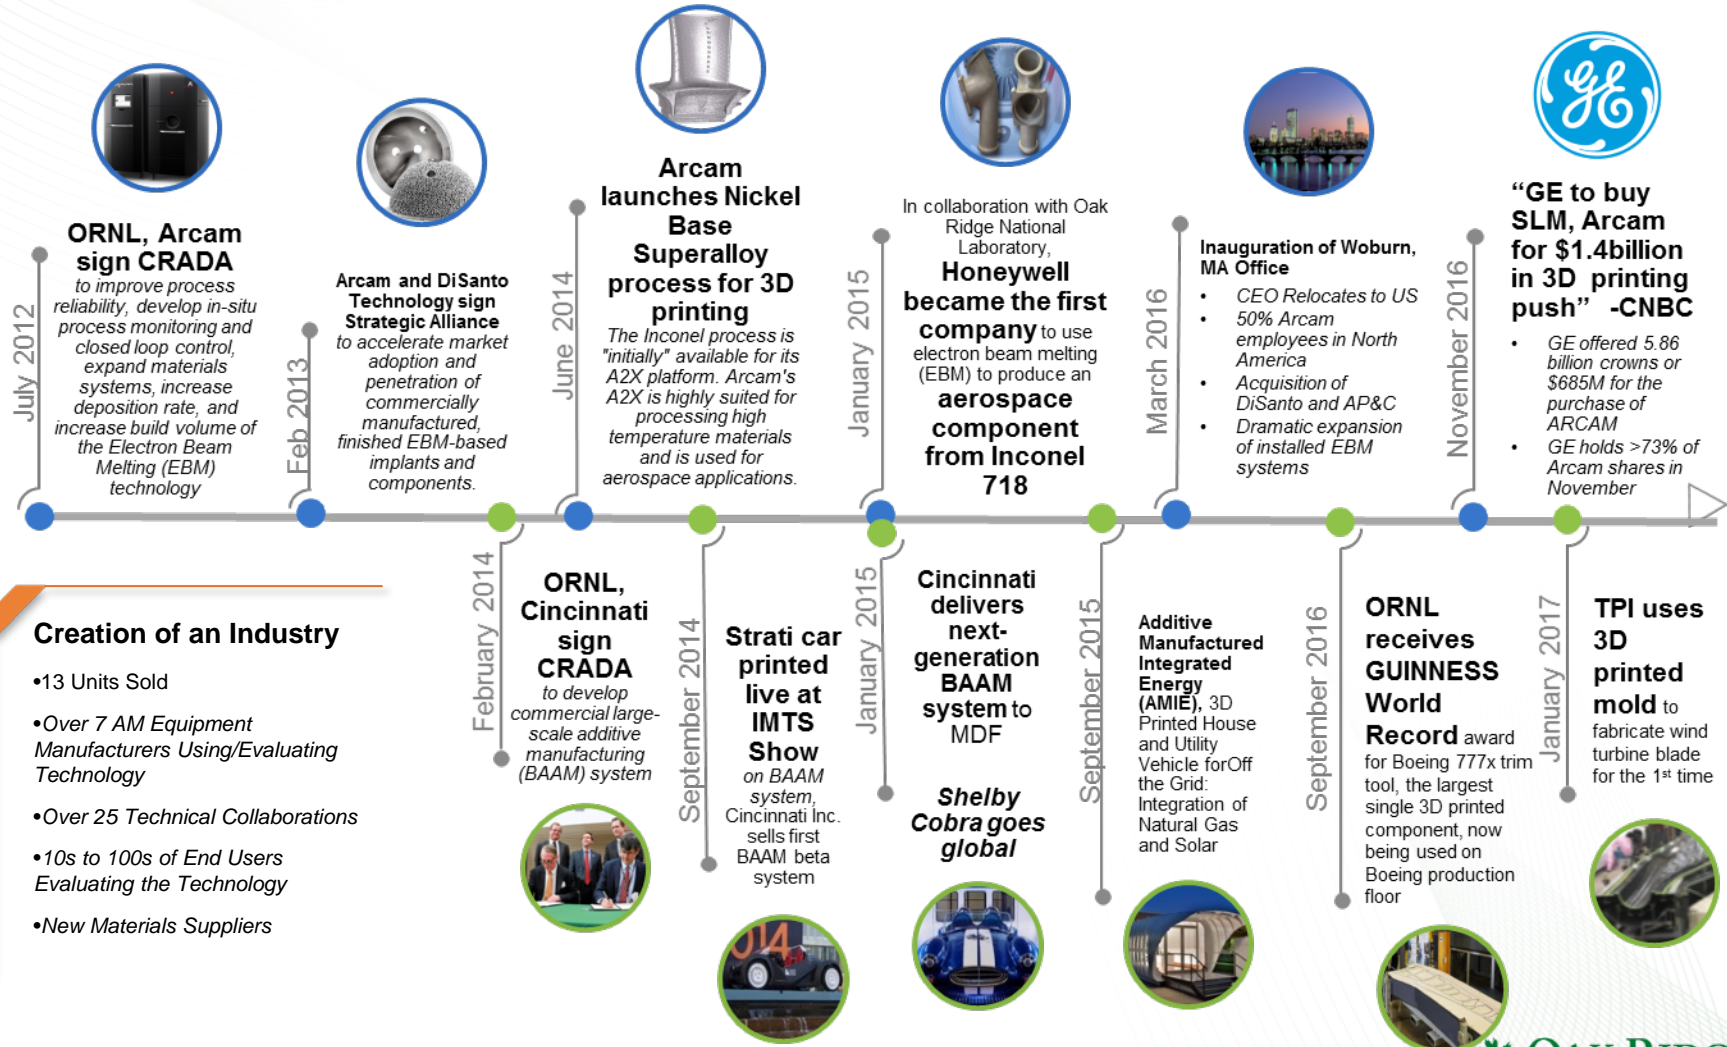 July 2012
ORNL, Arcam
sign CRADA
to improve process
reliability, develop in-situ
process monitoring and
closed loop control,
expand materials
systems, increase
deposition rate, and
increase build volume of
the Electron Beam
Melting (EBM)
technology
Feb 2013
Arcam and DiSanto
Technology sign
Strategic Alliance
to accelerate market
adoption and
penetration of
commercially
manufactured,
finished EBM-based
implants and
components.
June 2014
Arcam
launches Nickel
Base
Superalloy
process for 3D
printing
The Inconel process is
"initially" available for its
A2X platform. Arcam's
A2X is highly suited for
processing high
temperature materials
and is used for
aerospace applications.
January 2015
In collaboration with Oak
Ridge National
Laboratory,
Honeywell
became the first
company to use
electron beam melting
(EBM) to produce an
aerospace
component
from Inconel
718
March 2016
Inauguration of Woburn,
MA Office
• CEO Relocates to US
• 50% Arcam
employees in North
America
• Acquisition of
DiSanto and AP&C
• Dramatic expansion
of installed EBM
systems
November 2016
GE
“GE to buy
SLM, Arcam
for $1.4billion
in 3D printing
push” -CNBC
• GE offered 5.86
billion crowns or
$685M for the
purchase of
ARCAM
• GE holds >73% of
Arcam shares in
November
Creation of an Industry
•13 Units Sold
•Over 7 AM Equipment
Manufacturers Using/Evaluating
Technology
•Over 25 Technical Collaborations
•10s to 100s of End Users
Evaluating the Technology
•New Materials Suppliers
February 2014
ORNL,
Cincinnati
sign
CRADA
to develop
commercial large-
scale additive
manufacturing
(BAAM) system
September 2014
Strati car
printed
live at
IMTS
Show
on BAAM
system,
Cincinnati Inc.
sells first
BAAM beta
system
014
January 2015
Cincinnati
delivers
next-
generation
BAAM
system to
MDF
Shelby
Cobra goes
global
September 2015
Additive
Manufactured
Integrated
Energy
(AMIE), 3D
Printed House
and Utility
Vehicle forOff
the Grid:
Integration of
Natural Gas
and Solar
September 2016
ORNL
receives
GUINNESS
World
Record award
for Boeing 777x trim
tool, the largest
single 3D printed
component, now
being used on
Boeing production
floor
January 2017
TPI uses
3D
printed
mold to
fabricate wind
turbine blade
for the 1st time